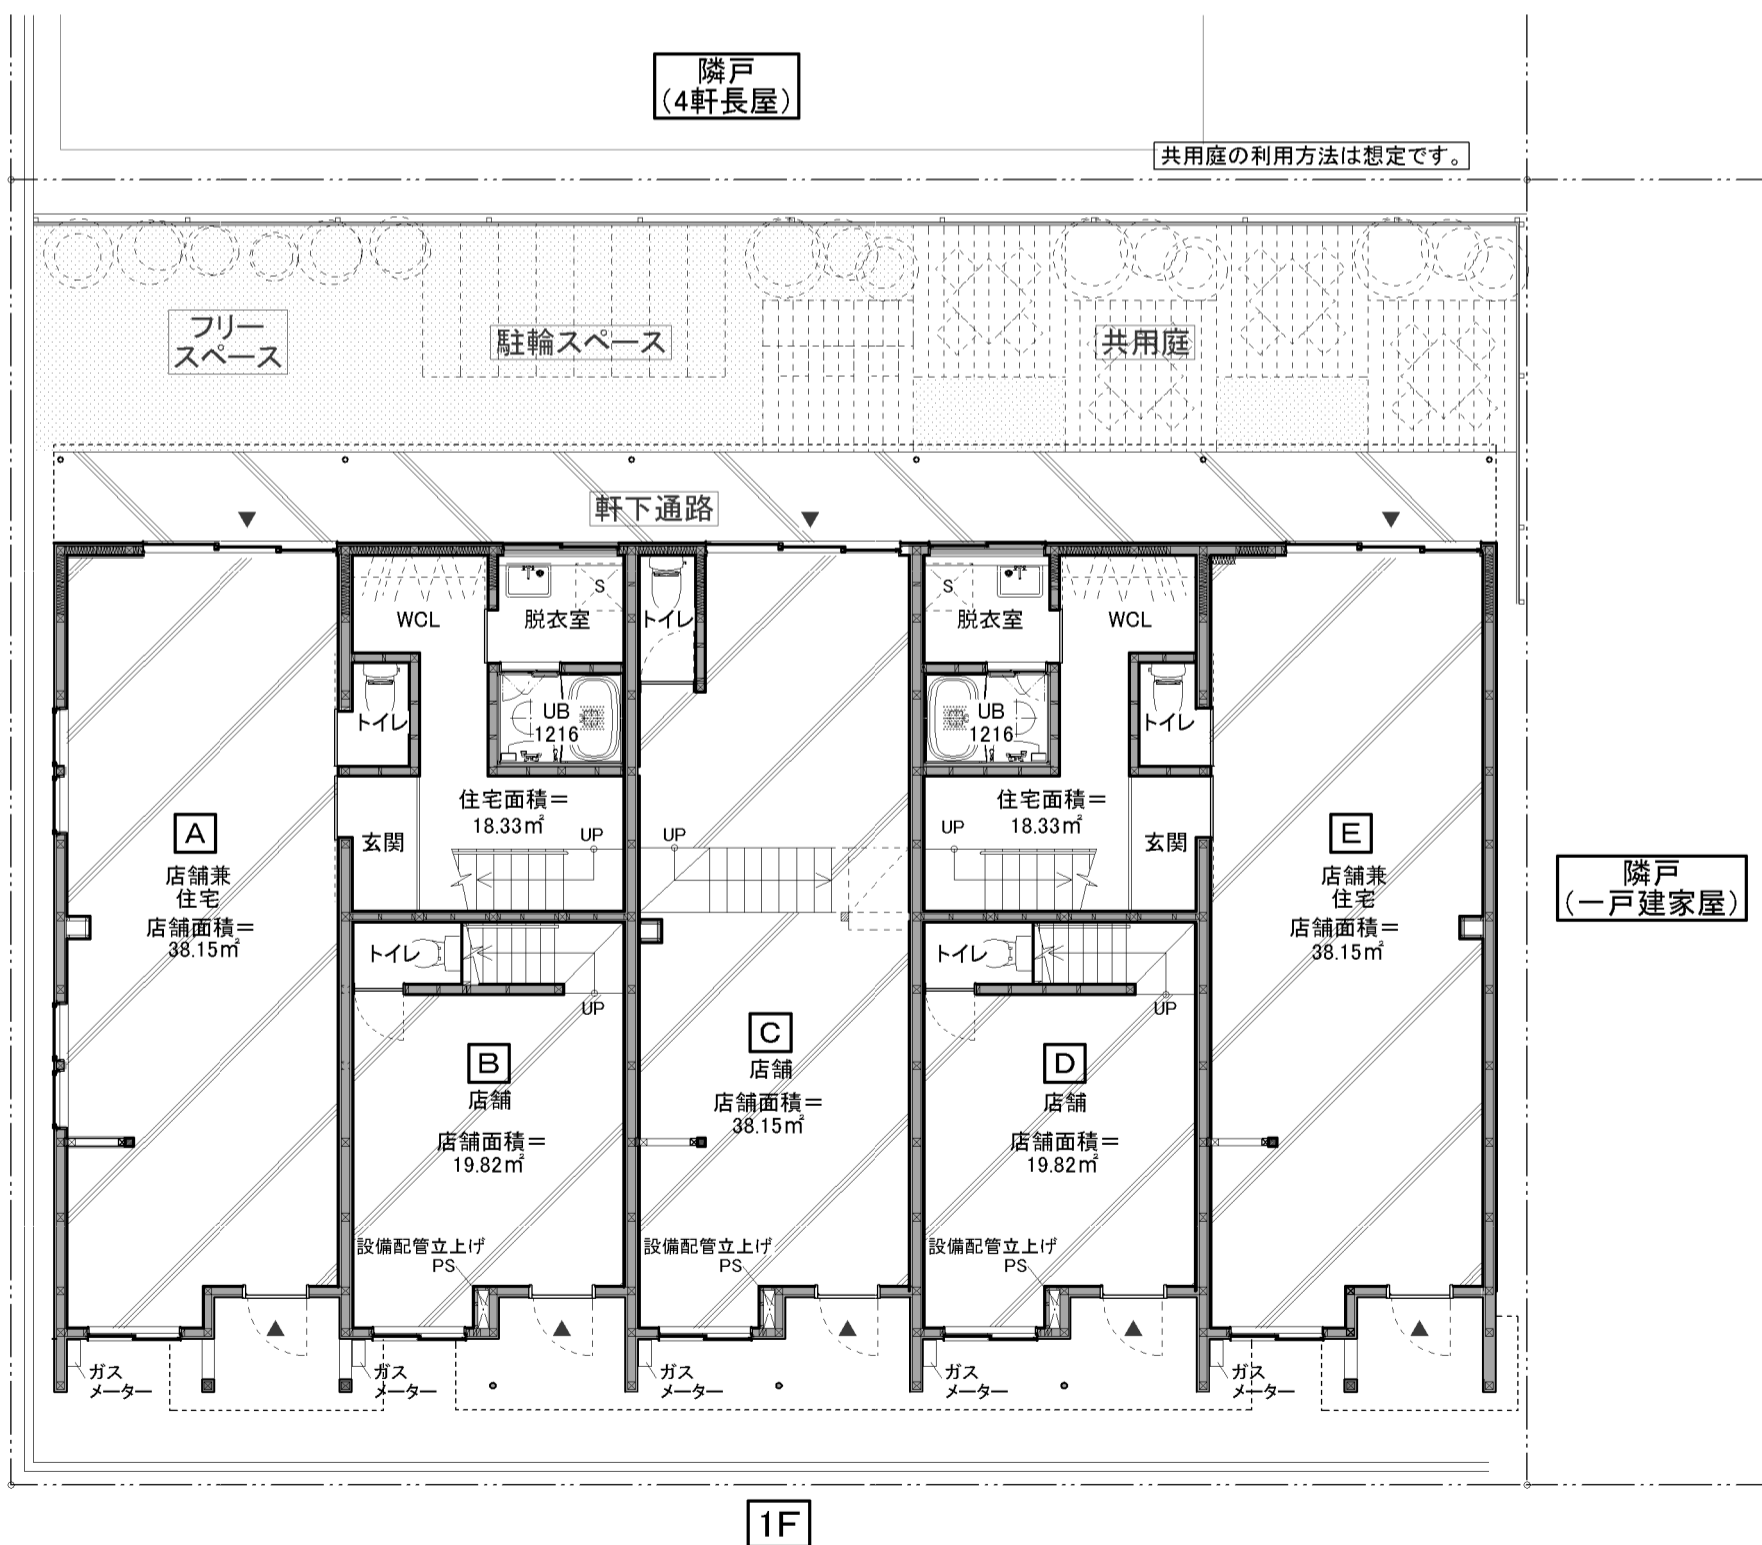 隣戸
（4軒長屋）
共用庭の利用方法は想定です。
フリー
スペース
駐輪スペース
共用庭
軒下通路
WCL
脱衣室
S
トイレ
S
脱衣室
WCL
トイレ
UB
1216
UB
1216
トイレ
住宅面積＝
18.33㎡
UP
玄関
UP
UP
住宅面積＝
18.33㎡
玄関
A
店舗兼
住宅
店舗面積＝
38.15㎡
E
店舗兼
住宅
店舗面積＝
38.15㎡
隣戸
（一戸建家屋）
トイレ
UP
トイレ
UP
B
店舗
店舗面積＝
19.82㎡
C
店舗
店舗面積＝
38.15㎡
D
店舗
店舗面積＝
19.82㎡
設備配管立上げ
PS
設備配管立上げ
PS
設備配管立上げ
PS
ガス
メーター
ガス
メーター
ガス
メーター
ガス
メーター
ガス
メーター
1F